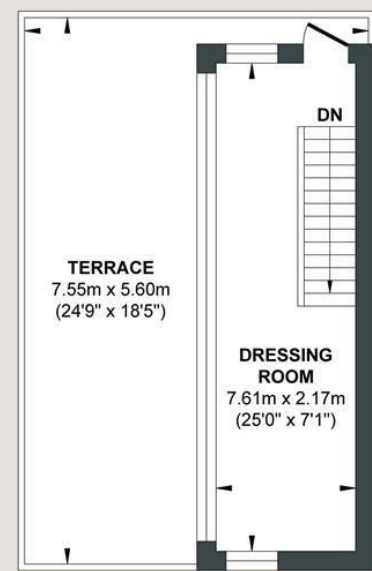 DN
TERRACE
7.55m x 5.60m
(24'9" x 18'5")
DRESSING
ROOM
7.61m x 2.17m
(25'0" x 7'1")